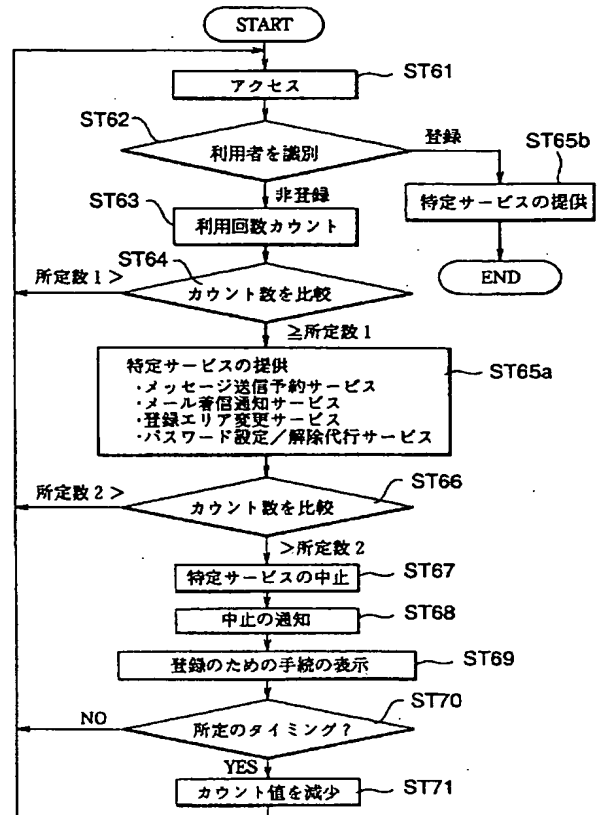 START
アクセス
ST61
ST62
利用者を識別
登録
ST65b
特定サービスの提供
END
非登録
ST63
利用回数カウント
ST64
所定数1>
カウント数を比較
≧所定数1
特定サービスの提供
・メッセージ送信予約サービス
・メール着信通知サービス
・登録エリア変更サービス
・パスワード設定/解除代行サービス
ST65a
所定数2>
カウント数を比較
ST66
>所定数2
特定サービスの中止
ST67
中止の通知
ST68
登録のための手続の表示
ST69
NO
所定のタイミング?
ST70
YES
カウント値を減少
ST71